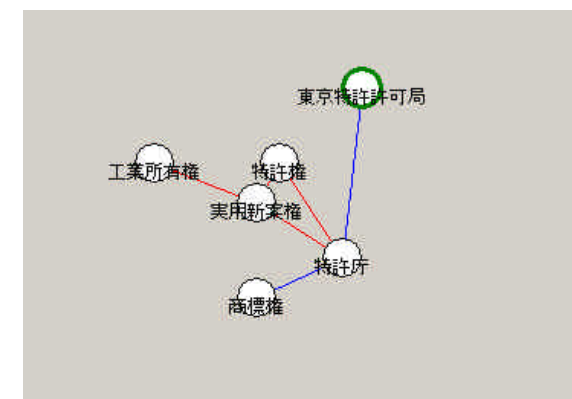 東京特許許可局
工業所有権
特許権
実用新案権
特許庁
商標権